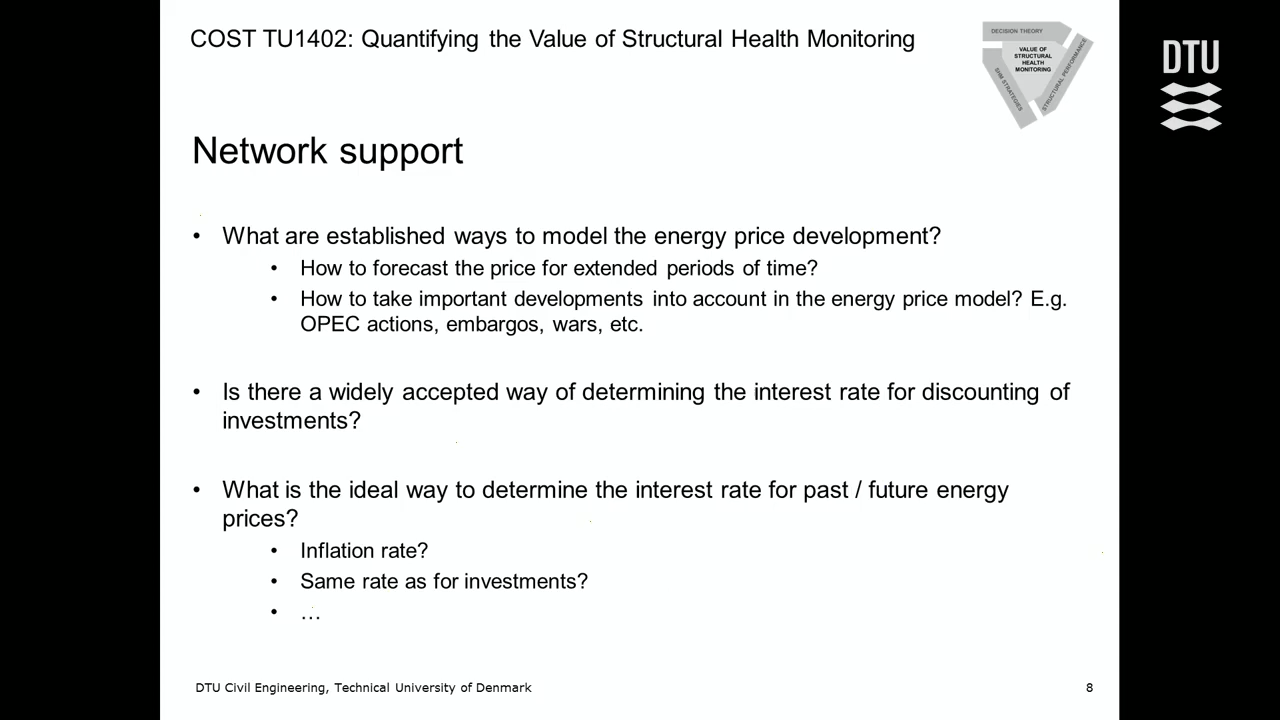 COST TU1402: Quantifying the Value of Structural Health Monitoring
DECISION THEORY
VALUE OF
STRUCTURAL
HEALTH
MONITORING
SHM STRATEGIES
STRUCTURAL PERFORMANCE
DTU
Network support
• What are established ways to model the energy price development?
• How to forecast the price for extended periods of time?
• How to take important developments into account in the energy price model? E.g.
OPEC actions, embargos, wars, etc.
• Is there a widely accepted way of determining the interest rate for discounting of
investments?
• What is the ideal way to determine the interest rate for past / future energy
prices?
• Inflation rate?
• Same rate as for investments?
• …
DTU Civil Engineering, Technical University of Denmark
8